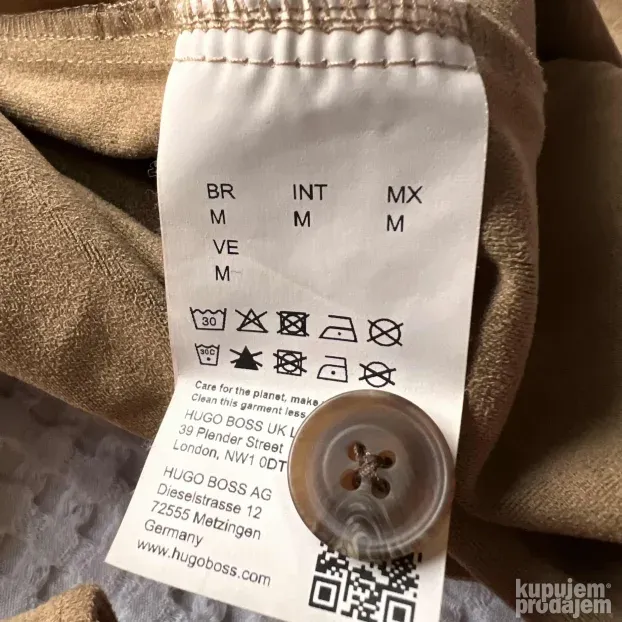 BR INT MX
M M M
VE
M
30
30C
Care for the planet, make
Clean this garment less
HUGO BOSS UK
39 Plender Street
London, NW1 0DT
HUGO BOSS AG
Dieselstrasse 12
72555 Metzingen
Germany
www.hugoboss.com
kupujem
prodajem